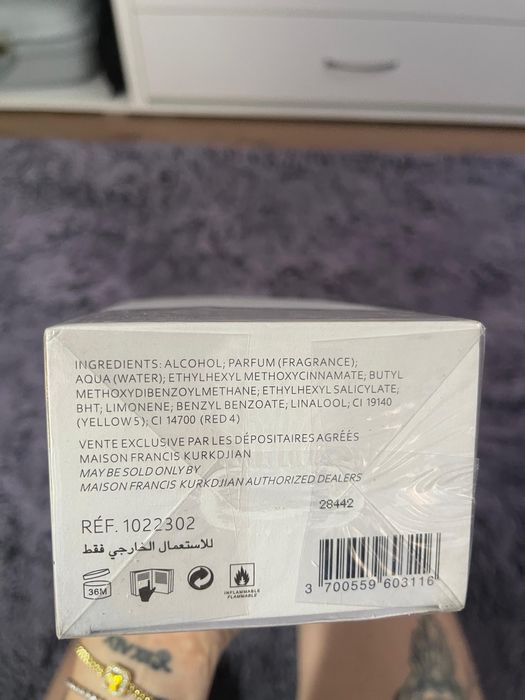 INGREDIENTS: ALCOHOL; PARFUM (FRAGRANCE);
AQUA (WATER); ETHYLHEXYL METHOXYCINNAMATE; BUTYL
METHOXYDIBENZOYLMETHANE; ETHYLHEXYL SALICYLATE;
BHT; LIMONENE; BENZYL BENZOATE; LINALOOL; CI 19140
(YELLOW 5); CI 14700 (RED 4)
VENTE EXCLUSIVE PAR LES DÉPOSITAIRES AGRÉÉS
MAISON FRANCIS KURKDJIAN
MAY BE SOLD ONLY BY
MAISON FRANCIS KURKDJIAN AUTHORIZED DEALERS
28442
RÉF. 1022302
للاستعمال الخارجي فقط
36M
INFLAMMABLE
FLAMMABLE
3 700559 603116